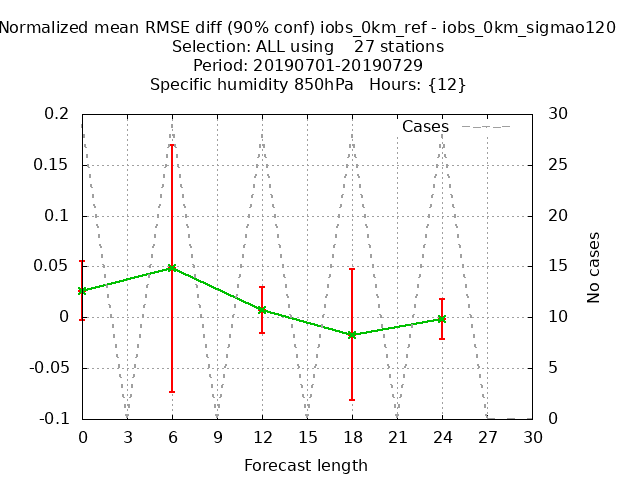 Normalized mean RMSE diff (90% conf) iobs_0km_ref - iobs_0km_sigmao120
Selection: ALL using    27 stations
Period: 20190701-20190729
Specific humidity 850hPa   Hours: {12}
Cases
0.2
0.15
0.1
0.05
0
-0.05
-0.1
30
25
20
15
10
5
0
No cases
0 3 6 9 12 15 18 21 24 27 30
Forecast length